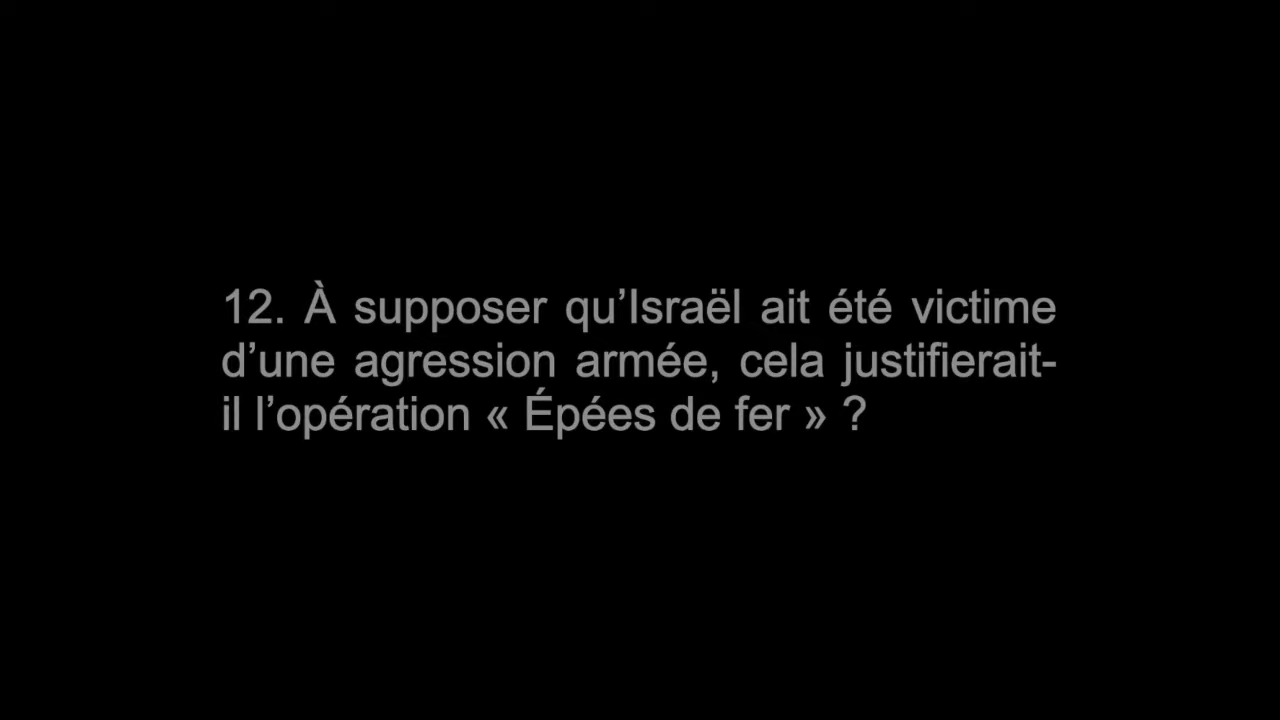 12. À supposer qu’Israël ait été victime
d’une agression armée, cela justifierait-
il l’opération « Épées de fer » ?